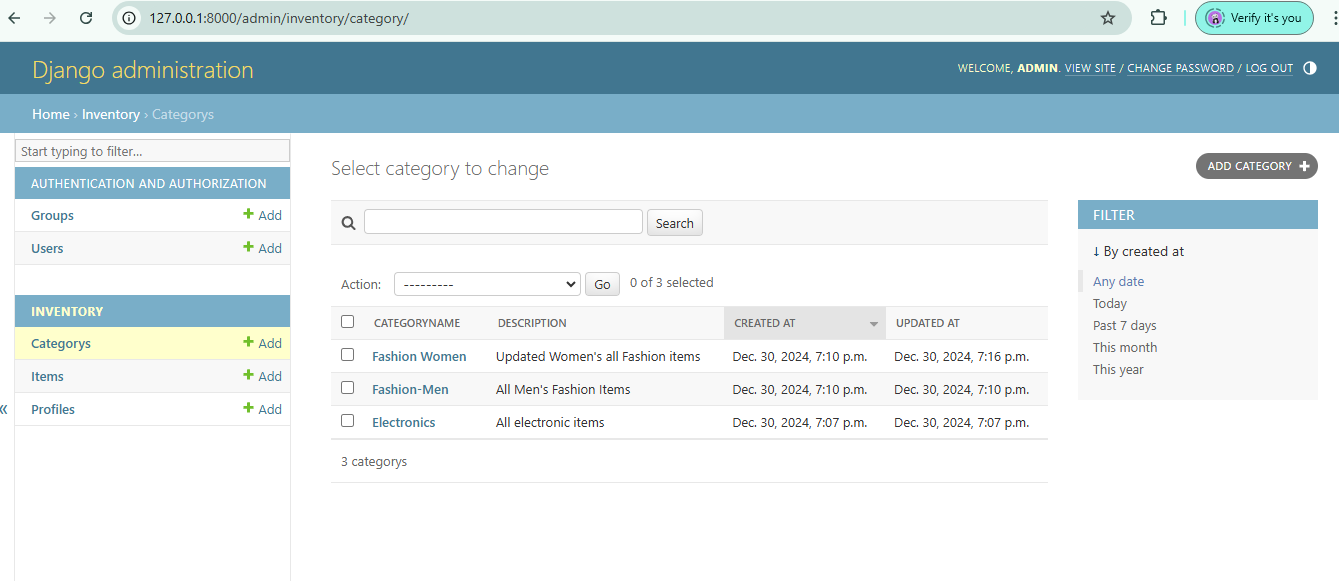 127.0.0.1:8000/admin/inventory/category/
Verify it's you
Django administration
WELCOME, ADMIN. VIEW SITE / CHANGE PASSWORD / LOG OUT
Home › Inventory › Categorys
Start typing to filter...
AUTHENTICATION AND AUTHORIZATION
Groups + Add
Users + Add
INVENTORY
Categorys + Add
Items + Add
Profiles + Add
«
Select category to change
ADD CATEGORY +
Search
Action: --------- Go 0 of 3 selected
CATEGORYNAME DESCRIPTION CREATED AT UPDATED AT
Fashion Women Updated Women's all Fashion items Dec. 30, 2024, 7:10 p.m. Dec. 30, 2024, 7:16 p.m.
Fashion-Men All Men's Fashion Items Dec. 30, 2024, 7:10 p.m. Dec. 30, 2024, 7:10 p.m.
Electronics All electronic items Dec. 30, 2024, 7:07 p.m. Dec. 30, 2024, 7:07 p.m.
3 categorys
FILTER
↓ By created at
Any date
Today
Past 7 days
This month
This year